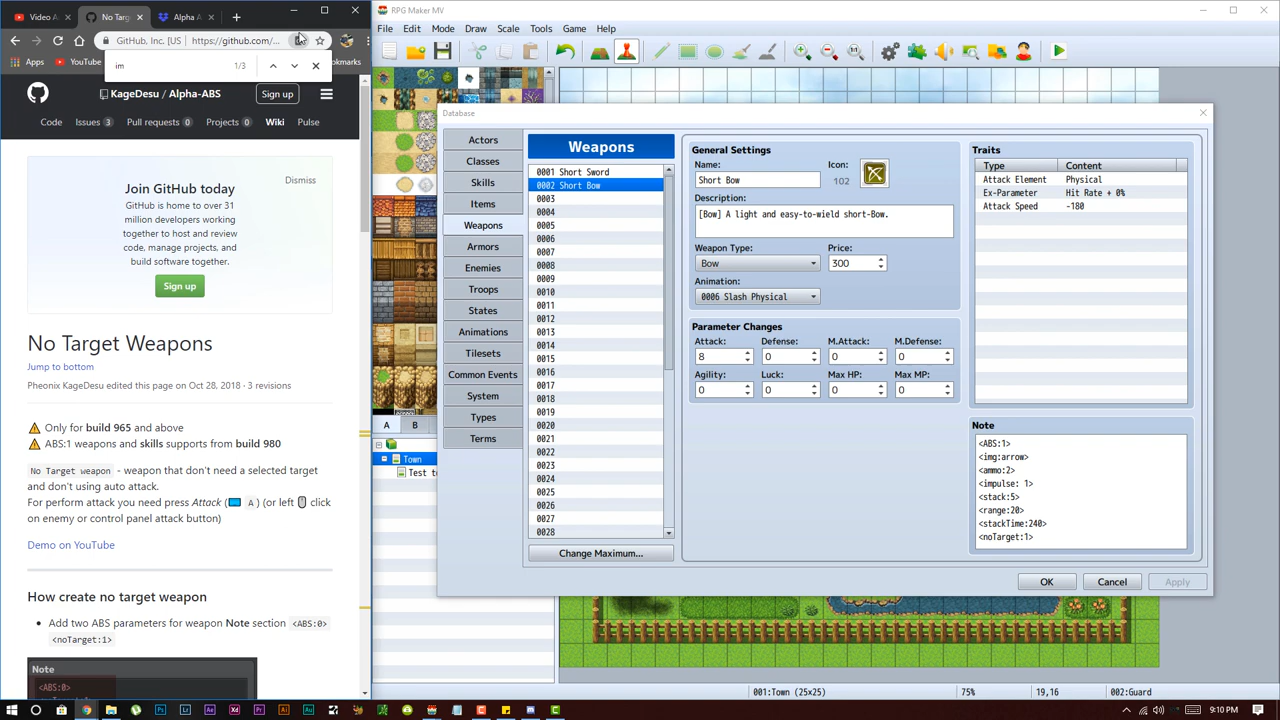 Video A
No Targ
Alpha A
GitHub, Inc. [US
https://github.com/...
Apps
YouTube
okmarks
im
1/3
KageDesu / Alpha-ABS
Sign up
Code
Issues 3
Pull requests 0
Projects 0
Wiki
Pulse
Join GitHub today
Dismiss
GitHub is home to over 31
million developers working
together to host and review
code, manage projects, and
build software together.
Sign up
No Target Weapons
Jump to bottom
Pheonix KageDesu edited this page on Oct 28, 2018 · 3 revisions
Only for build 965 and above
ABS:1 weapons and skills supports from build 980
No Target weapon - weapon that don't need a selected target
and don't using auto attack.
For perform attack you need press Attack ( A ) (or left click
on enemy or control panel attack button)
Demo on YouTube
How create no target weapon
Add two ABS parameters for weapon Note section <ABS:0>
<noTarget:1>
Note
<ABS:0>
RPG Maker MV
File
Edit
Mode
Draw
Scale
Tools
Game
Help
A
B
Town
Test to
Database
Actors
Classes
Skills
Items
Weapons
Armors
Enemies
Troops
States
Animations
Tilesets
Common Events
System
Types
Terms
Weapons
0001 Short Sword
0002 Short Bow
0003
0004
0005
0006
0007
0008
0009
0010
0011
0012
0013
0014
0015
0016
0017
0018
0019
0020
0021
0022
0023
0024
0025
0026
0027
0028
Change Maximum...
General Settings
Name:
Icon:
Short Bow
102
Description:
[Bow] A light and easy-to-wield short-Bow.
Weapon Type:
Price:
Bow
300
Animation:
0006 Slash Physical
Parameter Changes
Attack:
Defense:
M.Attack:
M.Defense:
8
0
0
0
Agility:
Luck:
Max HP:
Max MP:
0
0
0
0
Traits
Type
Content
Attack Element
Physical
Ex-Parameter
Hit Rate + 0%
Attack Speed
-180
Note
<ABS:1>
<img:arrow>
<ammo:2>
<impulse: 1>
<stack:5>
<range:20>
<stackTime:240>
<noTarget:1>
OK
Cancel
Apply
001:Town (25x25)
75%
19,16
002:Guard
9:10 PM